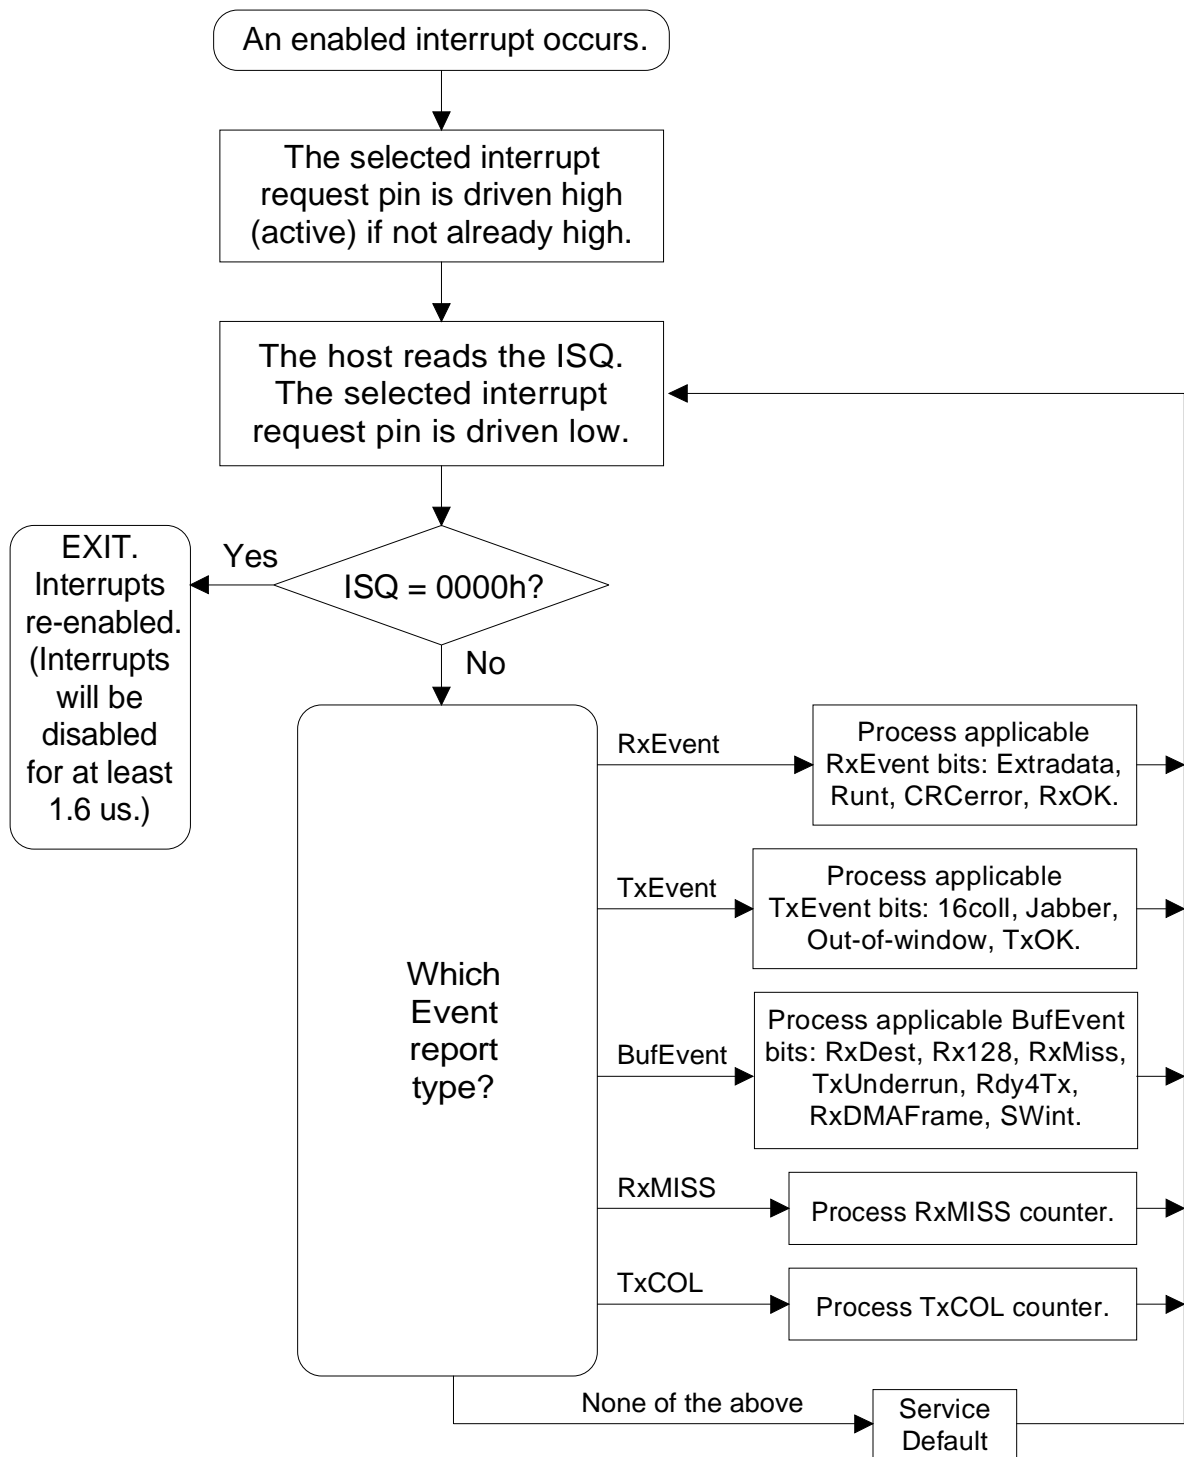 An enabled interrupt occurs.
The selected interrupt
request pin is driven high
(active) if not already high.
The host reads the ISQ.
The selected interrupt
request pin is driven low.
EXIT.
Interrupts
re-enabled.
(Interrupts
will be
disabled
for at least
1.6 us.)
Yes
ISQ = 0000h?
No
Which
Event
report
type?
RxEvent
Process applicable
RxEvent bits: Extradata,
Runt, CRCerror, RxOK.
TxEvent
Process applicable
TxEvent bits: 16coll, Jabber,
Out-of-window, TxOK.
BufEvent
Process applicable BufEvent
bits: RxDest, Rx128, RxMiss,
TxUnderrun, Rdy4Tx,
RxDMAFrame, SWint.
RxMISS
Process RxMISS counter.
TxCOL
Process TxCOL counter.
None of the above
Service
Default